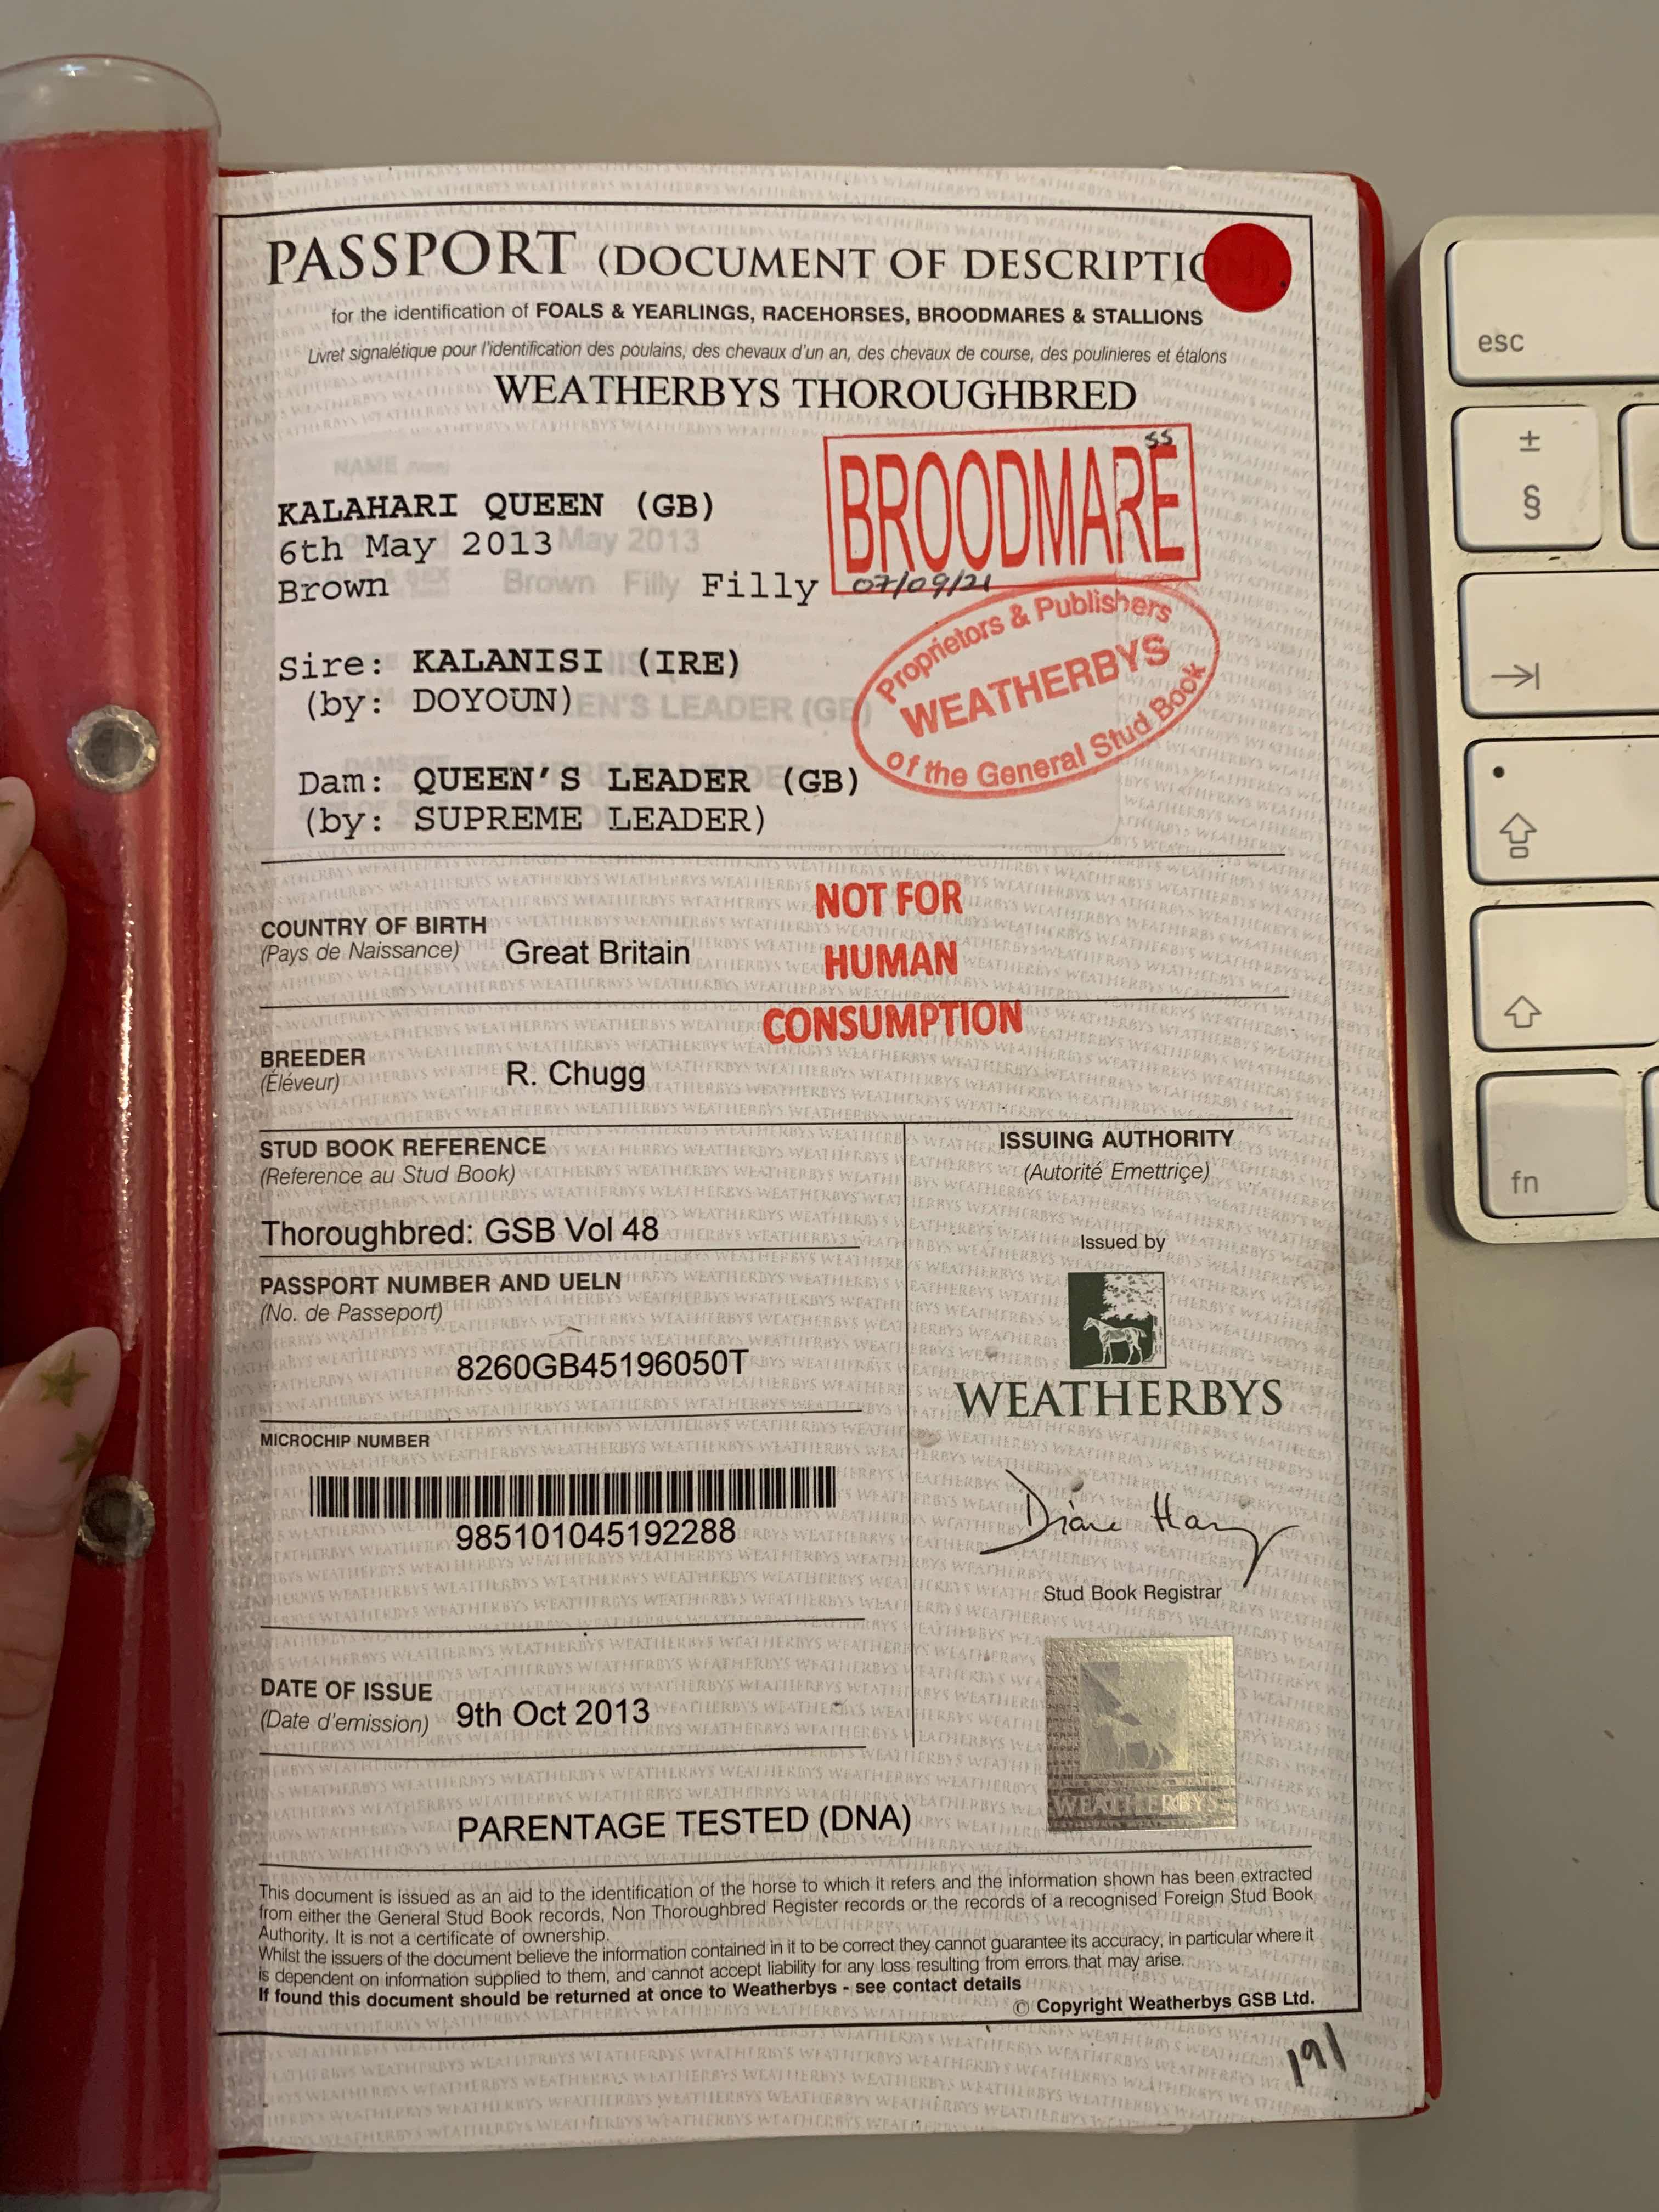 PASSPORT (DOCUMENT OF DESCRIPTIO
for the identification of FOALS & YEARLINGS, RACEHORSES, BROODMARES & STALLIONS
Livret signalétique pour l'identification des poulains, des chevaux d'un an, des chevaux de course, des poulinieres et étalons
WEATHERBYS THOROUGHBRED
NAME
SS
BROODMARE
07/09/21
KALAHARI QUEEN (GB)
6th May 2013 May 2013
Brown Brown Filly Filly
Proprietors & Publishers
WEATHERBYS
of the General Stud Book
Sire: KALANISI (IRE)
(by: DOYOUN) EN'S LEADER (GB)
Dam: QUEEN'S LEADER (GB)
(by: SUPREME LEADER)
NOT FOR
HUMAN
CONSUMPTION
COUNTRY OF BIRTH
(Pays de Naissance) Great Britain
BREEDER
(Éléveur) R. Chugg
STUD BOOK REFERENCE
(Reference au Stud Book)
Thoroughbred: GSB Vol 48
PASSPORT NUMBER AND UELN
(No. de Passeport)
8260GB45196050T
MICROCHIP NUMBER
985101045192288
DATE OF ISSUE
(Date d'emission) 9th Oct 2013
PARENTAGE TESTED (DNA)
ISSUING AUTHORITY
(Autorité Emettriçe)
Issued by
WEATHERBYS
Stud Book Registrar
WEATHERBYS
This document is issued as an aid to the identification of the horse to which it refers and the information shown has been extracted
from either the General Stud Book records, Non Thoroughbred Register records or the records of a recognised Foreign Stud Book
Authority. It is not a certificate of ownership.
Whilst the issuers of the document believe the information contained in it to be correct they cannot guarantee its accuracy, in particular where it
is dependent on information supplied to them, and cannot accept liability for any loss resulting from errors that may arise.
If found this document should be returned at once to Weatherbys - see contact details
© Copyright Weatherbys GSB Ltd.
191
esc
±
§
fn